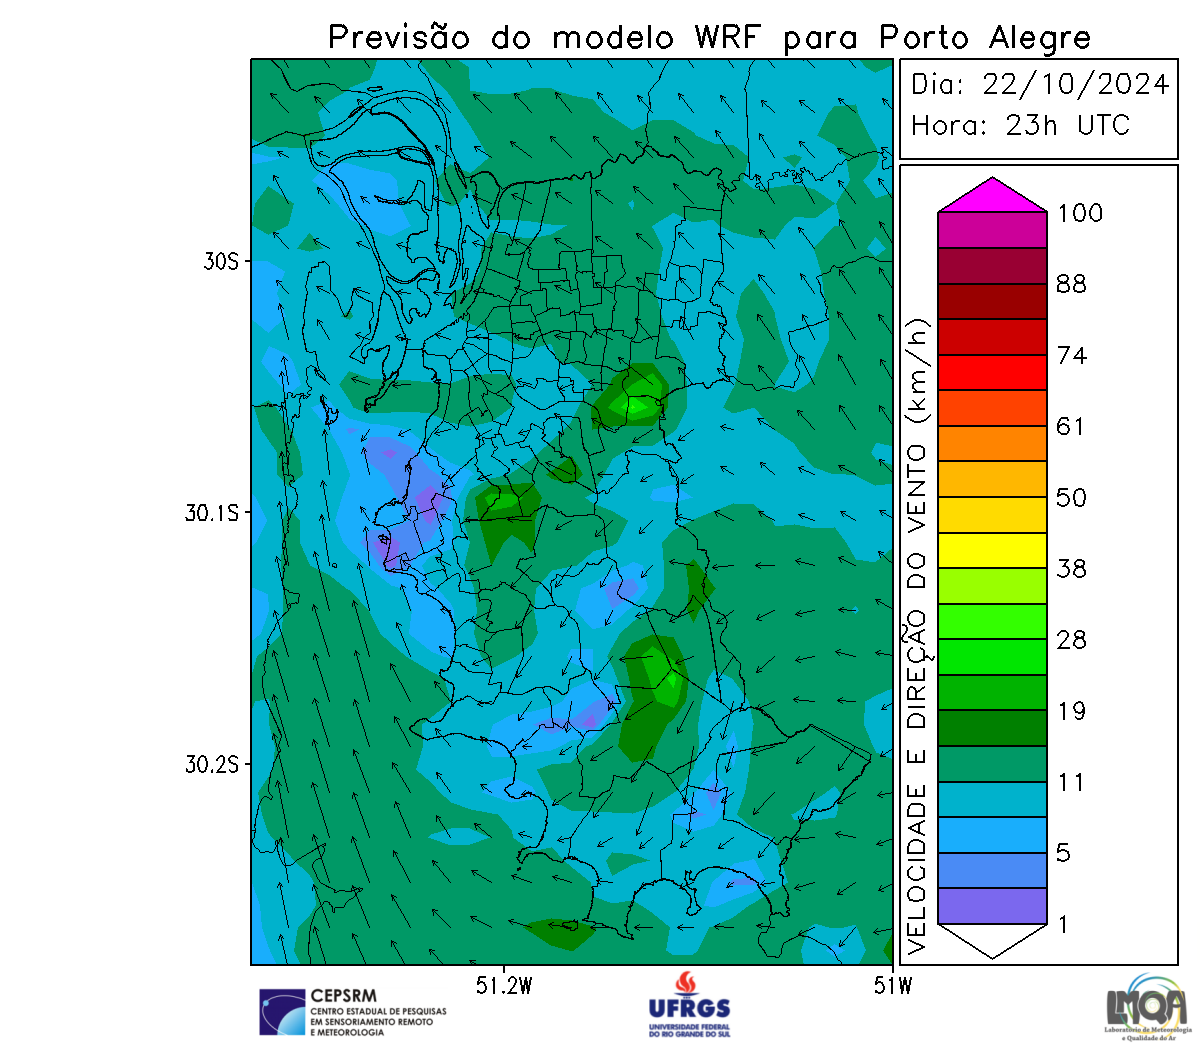 Previsão do modelo WRF para Porto Alegre
Dia: 22/10/2024
Hora: 23h UTC
30S
30.1S
30.2S
51.2W
51W
VELOCIDADE E DIREÇÃO DO VENTO (km/h)
100
88
74
61
50
38
28
19
11
5
1
CEPSRM
CENTRO ESTADUAL DE PESQUISAS
EM SENSORIAMENTO REMOTO
E METEOROLOGIA
UFRGS
UNIVERSIDADE FEDERAL
DO RIO GRANDE DO SUL
LMQA
Laboratório de Meteorologia
e Qualidade do Ar